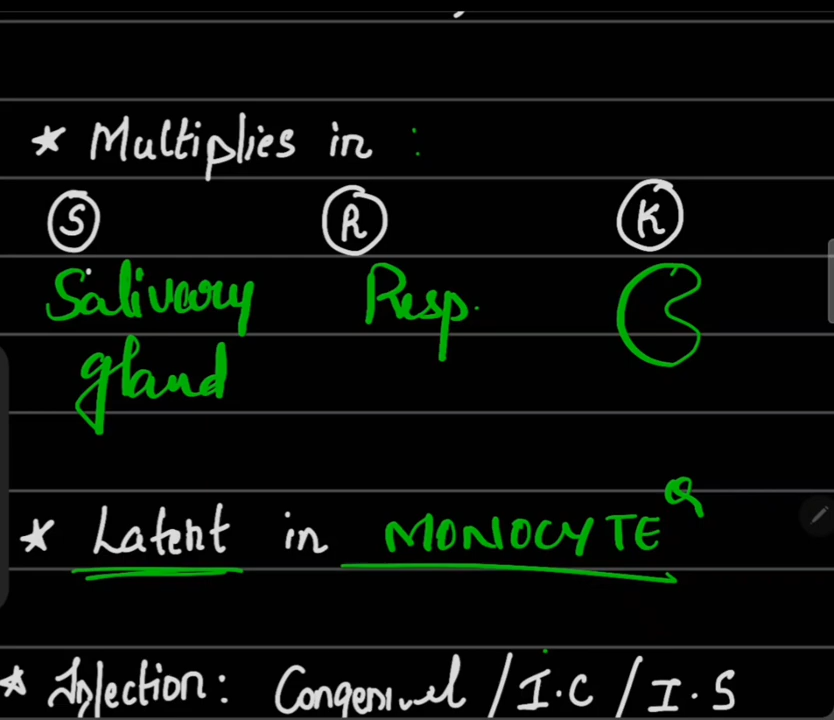 ★ Multiplies in :
S R K
Salivary Resp.
gland
★ Latent in MONOCYTE
★ Infection: Congenital / I.C / I.S